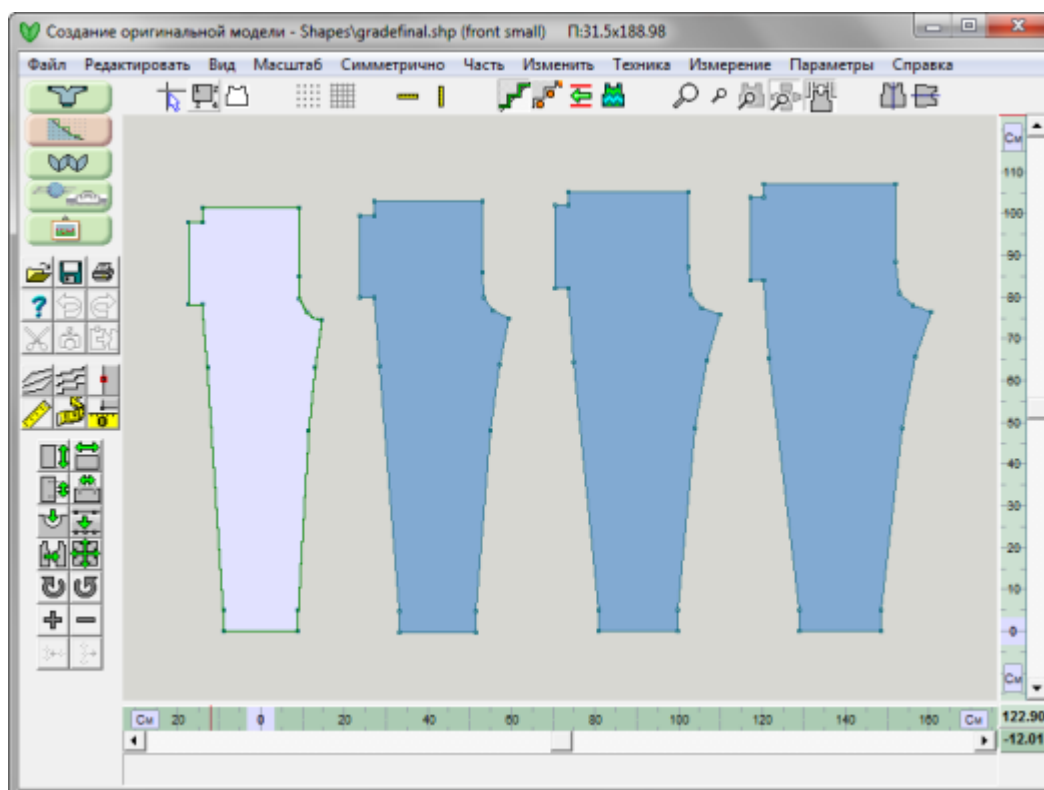 Создание оригинальной модели - Shapes\gradefinal.shp (front small) П:31.5x188.98
Файл Редактировать Вид Масштаб Симметрично Часть Изменить Техника Измерение Параметры Справка
См
110
100
90
80
70
60
50
40
30
20
10
0
См
См 20 0 20 40 60 80 100 120 140 160 См 122.90
-12.01